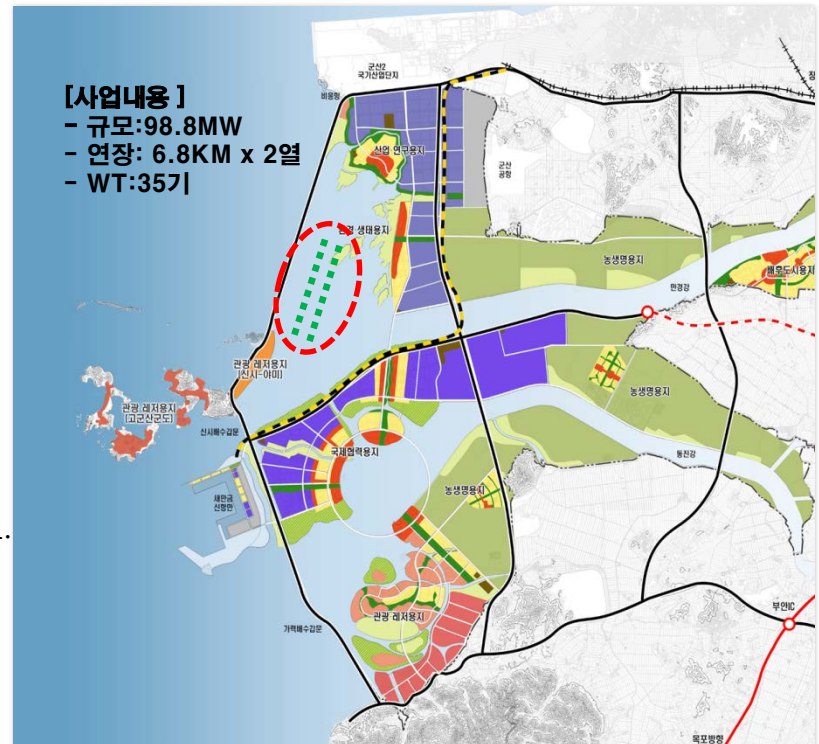 군산2
국가산업단지
[사업내용 ]
- 규모:98.8MW
- 연장: 6.8KM x 2열
- WT:35기
비응항
산업 연구용지
군산
공항
생태용지
농생명용지
배후도시용지
만경강
관광 레저용지
[신시-야미]
관광 레저용지
[고군산군도]
신시배수갑문
농생명용지
국제협력용지
동진강
새만금
신항만
농생명용지
관광 레저용지
가력배수갑문
부안IC
목포방향